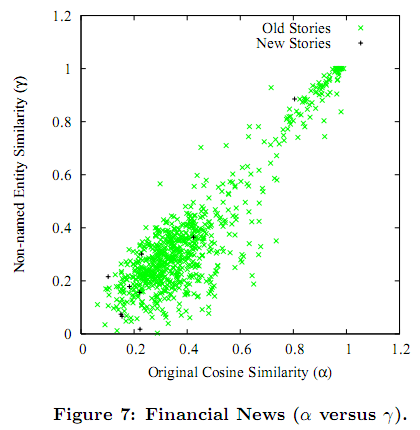 Old Stories
New Stories
Non-named Entity Similarity (γ)
1.2
1
0.8
0.6
0.4
0.2
0
0 0.2 0.4 0.6 0.8 1 1.2
Original Cosine Similarity (α)
Figure 7: Financial News (α versus γ).